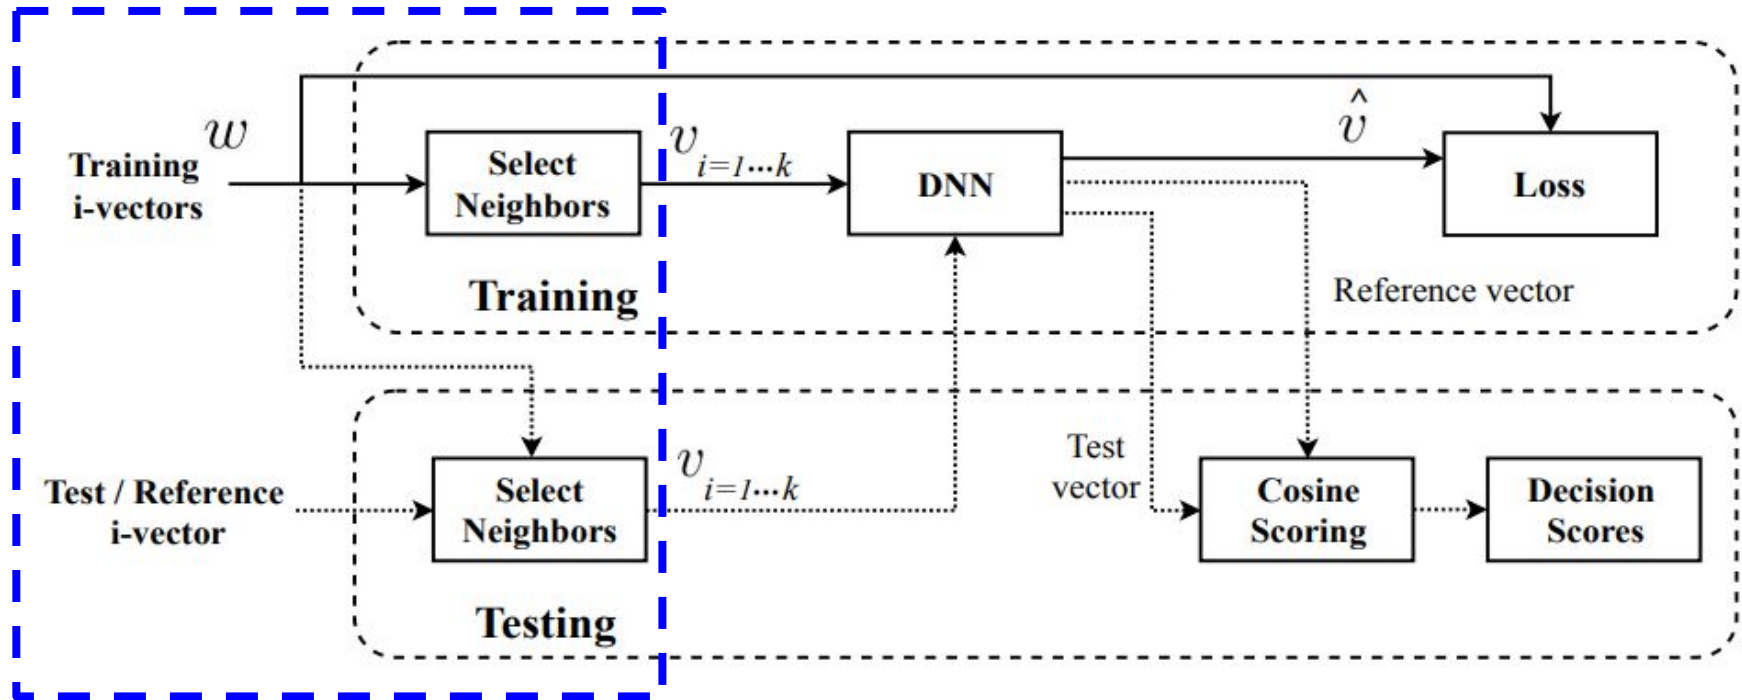 w
Training
i-vectors
Select
Neighbors
v i=1...k
DNN
v̂
Loss
Training
Reference vector
Test / Reference
i-vector
Select
Neighbors
v i=1...k
Test
vector
Cosine
Scoring
Decision
Scores
Testing